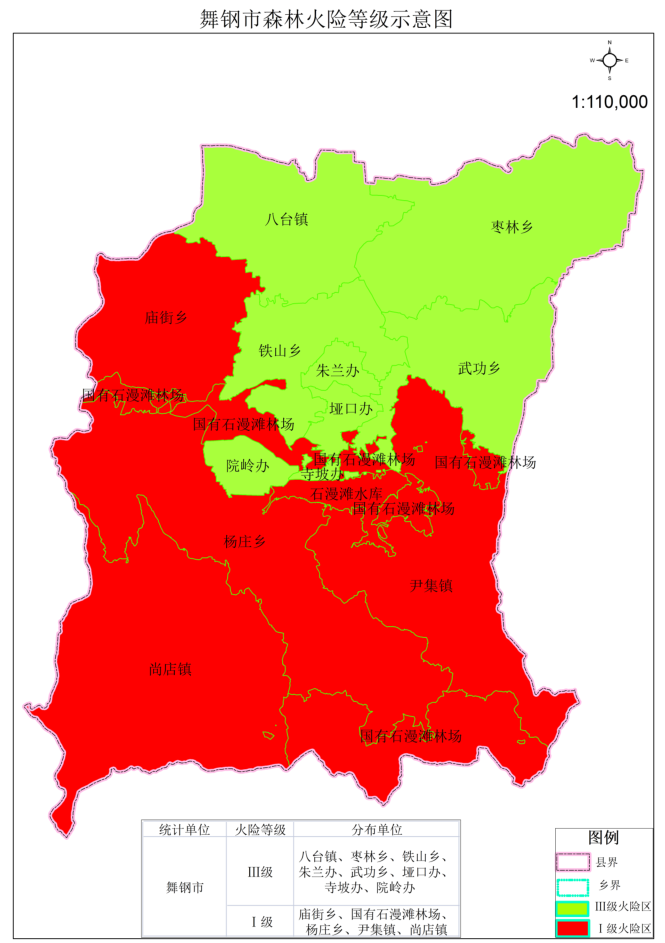 舞钢市森林火险等级示意图
N
W
E
S
1:110,000
八台镇
枣林乡
庙街乡
铁山乡
朱兰办
武功乡
国有石漫滩林场
垭口办
国有石漫滩林场
国有石漫滩林场
国有石漫滩林场
院岭办
寺坡办
石漫滩水库
国有石漫滩林场
杨庄乡
尹集镇
尚店镇
国有石漫滩林场
统计单位 火险等级 分布单位
舞钢市
III级
八台镇、枣林乡、铁山乡、
朱兰办、武功乡、垭口办、
寺坡办、院岭办
I 级
庙街乡、国有石漫滩林场、
杨庄乡、尹集镇、尚店镇
图例
县界
乡界
III级火险区
I 级火险区